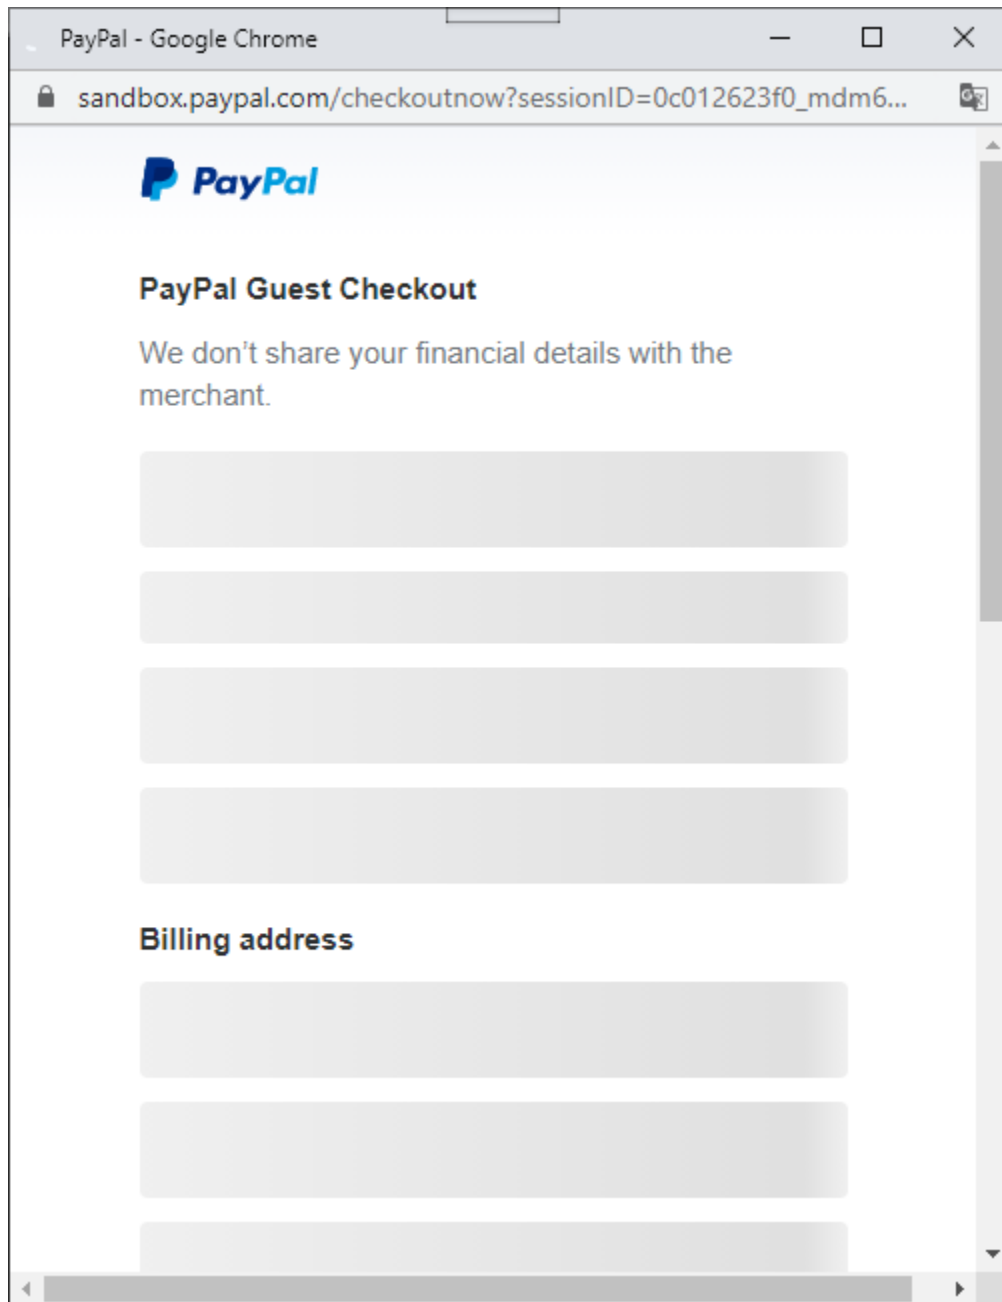 PayPal - Google Chrome
sandbox.paypal.com/checkoutnow?sessionID=0c012623f0_mdm6...
PayPal
PayPal Guest Checkout
We don’t share your financial details with the
merchant.
Billing address